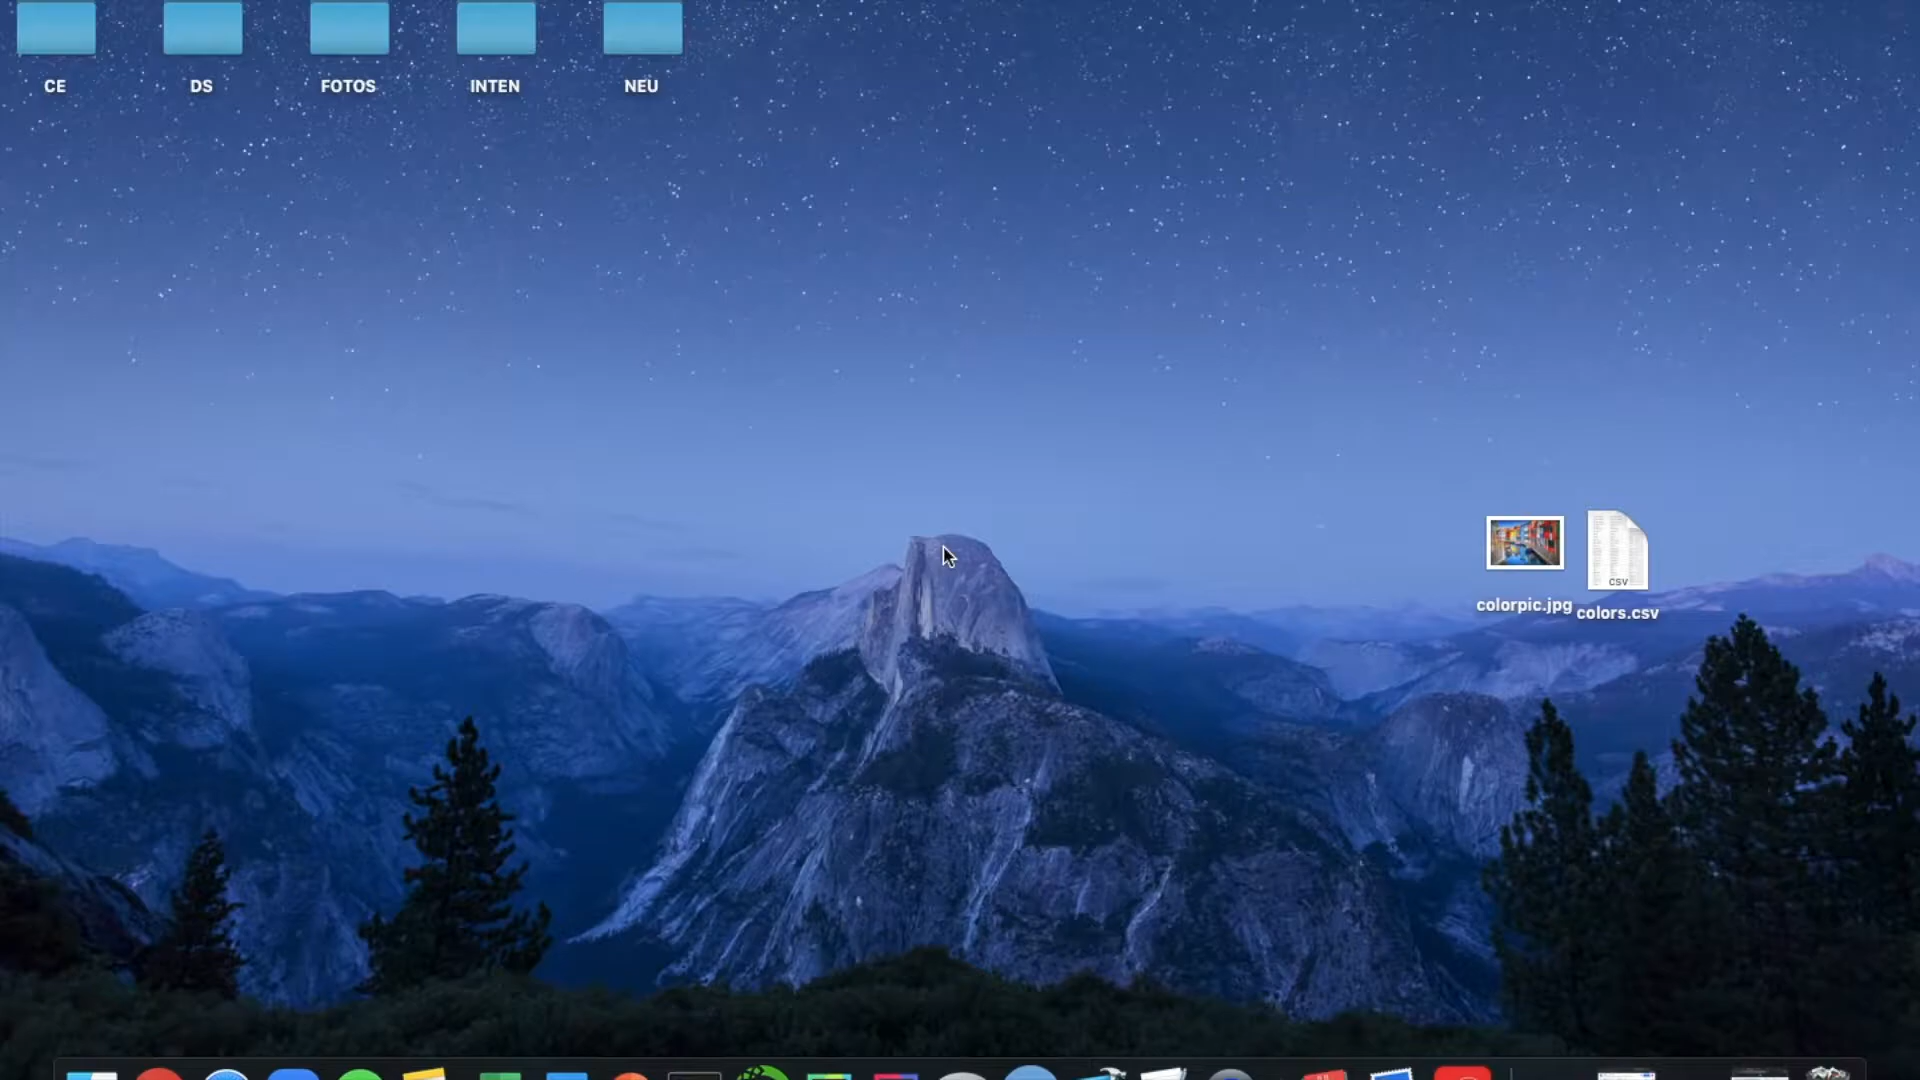 CE
DS
FOTOS
INTEN
NEU
CSV
colorpic.jpg
colors.csv